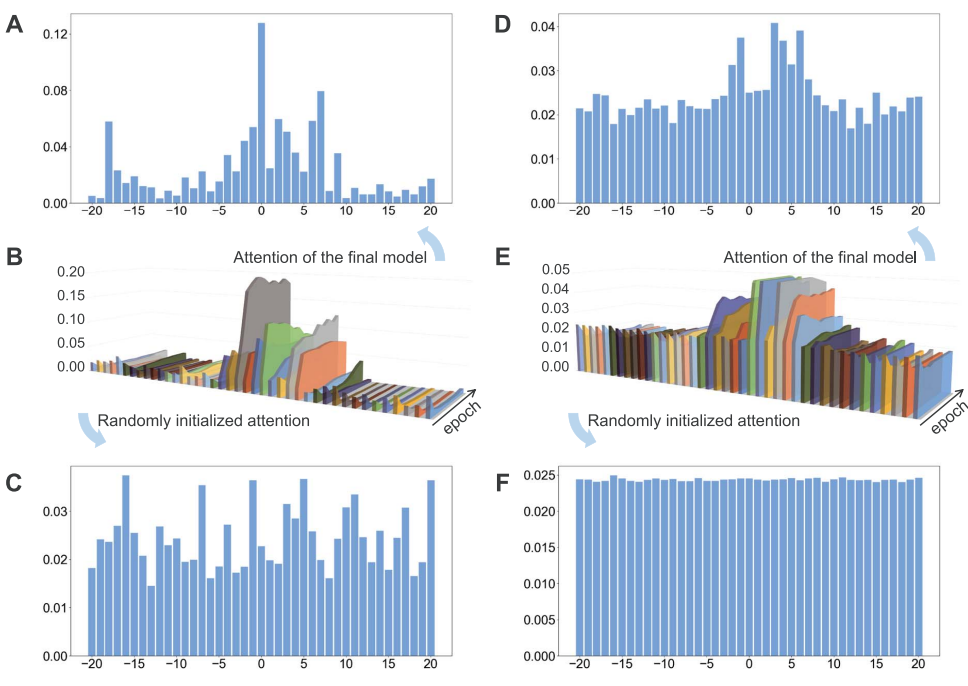 A
0.12
0.08
0.04
0.00
−20 −15 −10 −5 0 5 10 15 20
D
0.04
0.03
0.02
0.01
0.00
−20 −15 −10 −5 0 5 10 15 20
B
Attention of the final model
0.20
0.15
0.10
0.05
0.00
Randomly initialized attention
epoch
E
Attention of the final model
0.05
0.04
0.03
0.02
0.01
0.00
Randomly initialized attention
epoch
C
0.03
0.02
0.01
0.00
−20 −15 −10 −5 0 5 10 15 20
F
0.025
0.020
0.015
0.010
0.005
0.000
−20 −15 −10 −5 0 5 10 15 20